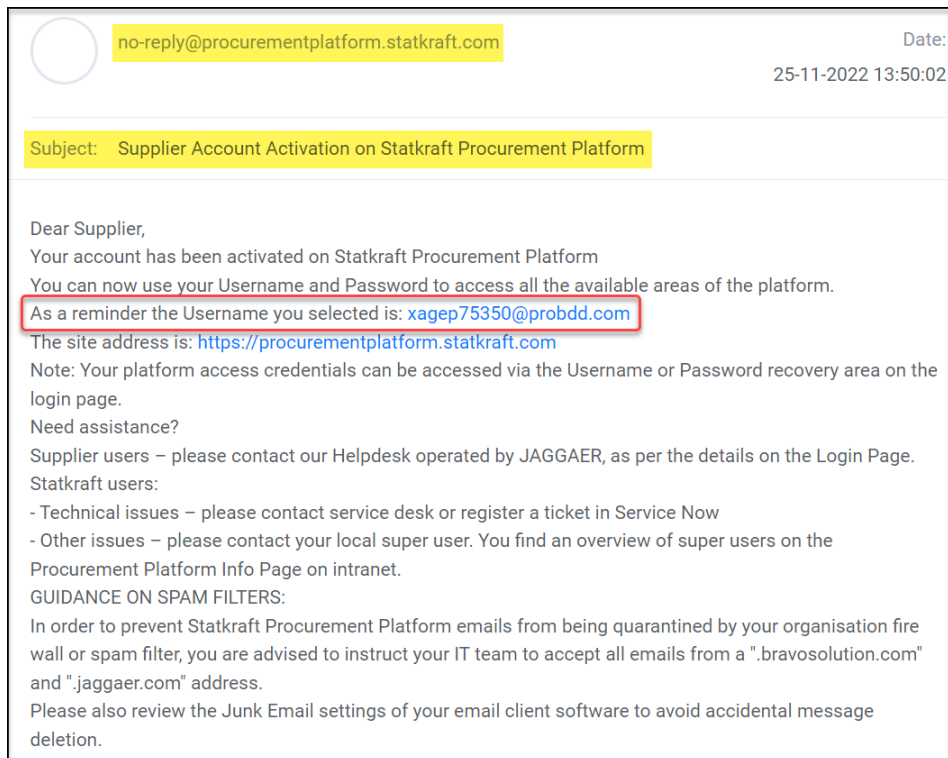 no-reply@procurementplatform.statkraft.com
Date:
25-11-2022 13:50:02
Subject: Supplier Account Activation on Statkraft Procurement Platform
Dear Supplier,
Your account has been activated on Statkraft Procurement Platform
You can now use your Username and Password to access all the available areas of the platform.
As a reminder the Username you selected is: xagep75350@probdd.com
The site address is: https://procurementplatform.statkraft.com
Note: Your platform access credentials can be accessed via the Username or Password recovery area on the
login page.
Need assistance?
Supplier users – please contact our Helpdesk operated by JAGGAER, as per the details on the Login Page.
Statkraft users:
- Technical issues – please contact service desk or register a ticket in Service Now
- Other issues – please contact your local super user. You find an overview of super users on the
Procurement Platform Info Page on intranet.
GUIDANCE ON SPAM FILTERS:
In order to prevent Statkraft Procurement Platform emails from being quarantined by your organisation fire
wall or spam filter, you are advised to instruct your IT team to accept all emails from a ".bravosolution.com"
and ".jaggaer.com" address.
Please also review the Junk Email settings of your email client software to avoid accidental message
deletion.